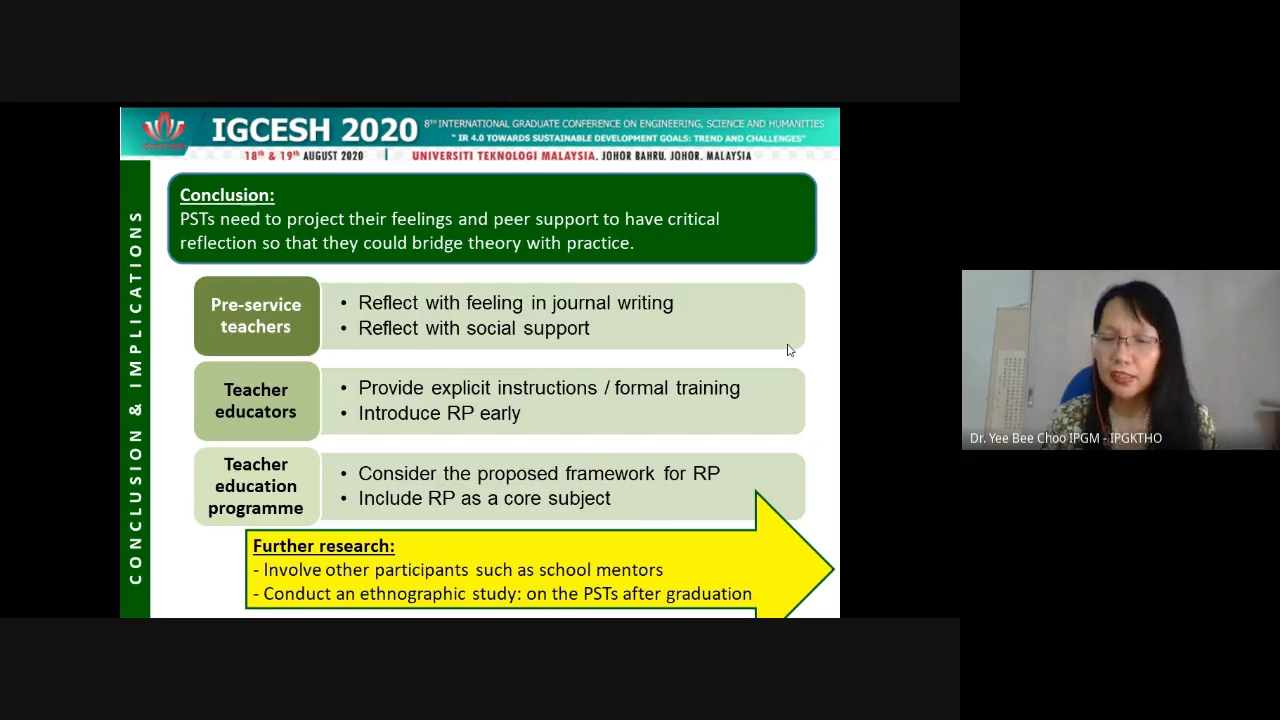 IGCESH 2020
8TH INTERNATIONAL GRADUATE CONFERENCE ON ENGINEERING, SCIENCE AND HUMANITIES
" IR 4.0 TOWARDS SUSTAINABLE DEVELOPMENT GOALS: TREND AND CHALLENGES"
18th & 19th AUGUST 2020 | UNIVERSITI TEKNOLOGI MALAYSIA, JOHOR BAHRU, JOHOR, MALAYSIA
CONCLUSION & IMPLICATIONS
Conclusion:
PSTs need to project their feelings and peer support to have critical
reflection so that they could bridge theory with practice.
Pre-service
teachers
• Reflect with feeling in journal writing
• Reflect with social support
Teacher
educators
• Provide explicit instructions / formal training
• Introduce RP early
Teacher
education
programme
• Consider the proposed framework for RP
• Include RP as a core subject
Further research:
- Involve other participants such as school mentors
- Conduct an ethnographic study: on the PSTs after graduation
Dr. Yee Bee Choo IPGM - IPGKTHO